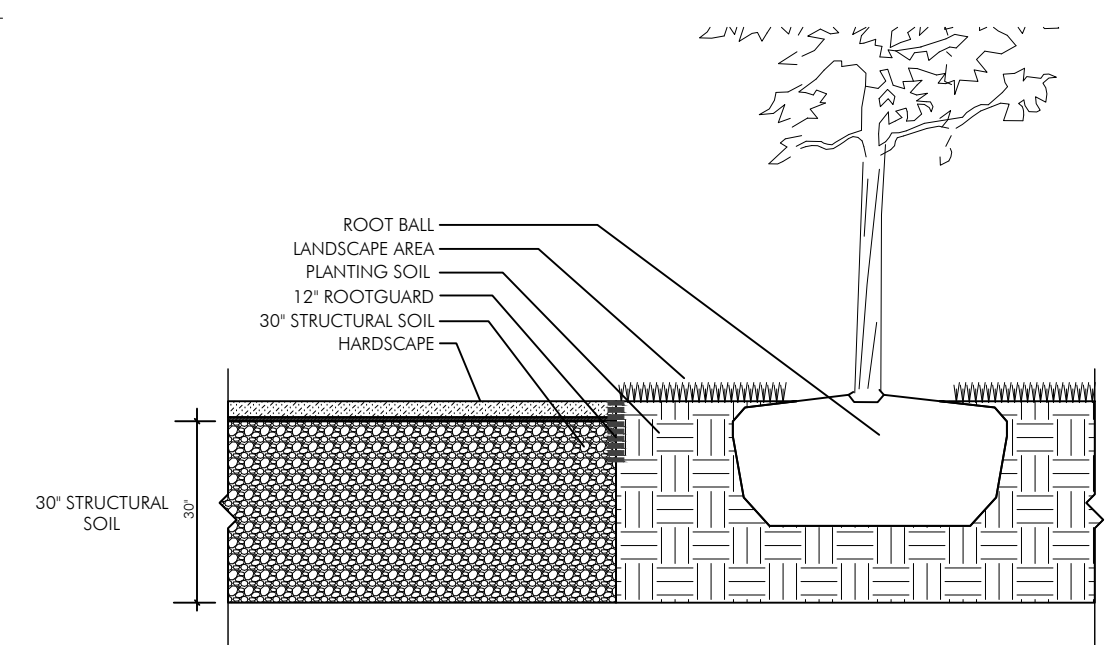 ROOT BALL
LANDSCAPE AREA
PLANTING SOIL
12" ROOTGUARD
30" STRUCTURAL SOIL
HARDSCAPE
30" STRUCTURAL
SOIL
30"